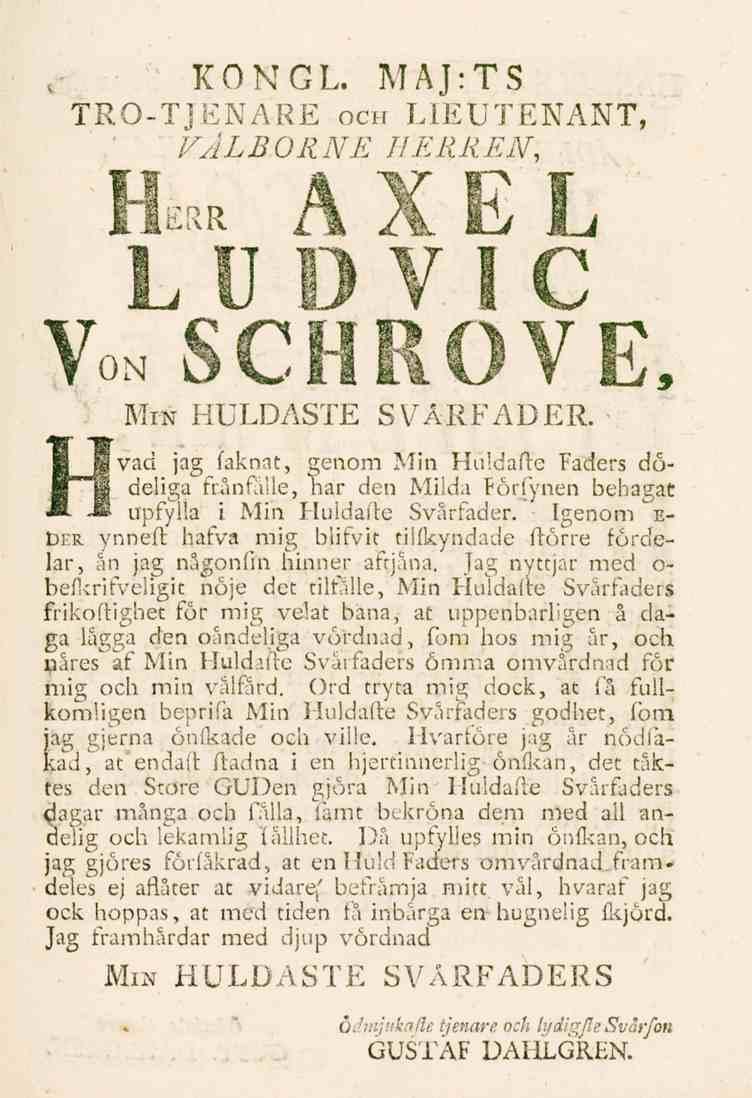 KONGL. MAJ:TS
TRO-TJENARE OCH LIEUTENANT,
VÅLBORNE HERREN,
HERR AXEL
LUDVIC
VON SCHROVE,
MIN HULDASTE SVÅRFADER.
Hvad jag ſaknat, genom Min Huldaſte Faders dö-
deliga frånfälle, har den Milda Förſynen behagat
upfylla i Min Huldaſte Svärfader. Igenom E-
DER ynneſt hafva mig blifvit tilſkyndade ſtörre förde-
lar, än jag någonſin hinner aftjäna. Jag nyttjar med o-
beſkrifveligit nöje det tilfälle, Min Huldaſte Svärfaders
frikoſtighet för mig velat bana, at uppenbarligen å da-
ga lägga den oändeliga vördnad, ſom hos mig är, och
näres af Min Huldaſte Svärfaders ömma omvårdnad för
mig och min välfärd. Ord tryta mig dock, at ſå full-
komligen bepriſa Min Huldaſte Svärfaders godhet, ſom
jag gjerna önſkade och ville. Hvarföre jag är nödſa-
kad, at endaſt ſtadna i en hjertinnerlig önſkan, det täk-
tes den Store GUDen gjöra Min Huldaſte Svärfaders
dagar många och ſälla, ſamt bekröna dem med all an-
delig och lekamlig ſällhet. Då upfylles min önſkan, och
jag gjöres förſäkrad, at en Huld Faders omvårdnad fram-
deles ej aflåter at vidare befrämja mitt väl, hvaraf jag
ock hoppas, at med tiden få inbärga en hugnelig ſkjörd.
Jag framhärdar med djup vördnad
MIN HULDASTE SVÄRFADERS
ödmjukaſte tjenare och lydigſte Svärſon
GUSTAF DAHLGREN.